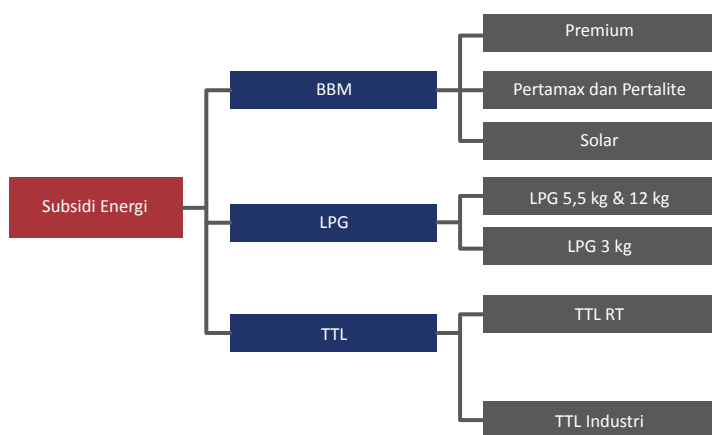 Subsidi Energi
BBM
Premium
Pertamax dan Pertalite
Solar
LPG
LPG 5,5 kg & 12 kg
LPG 3 kg
TTL
TTL RT
TTL Industri